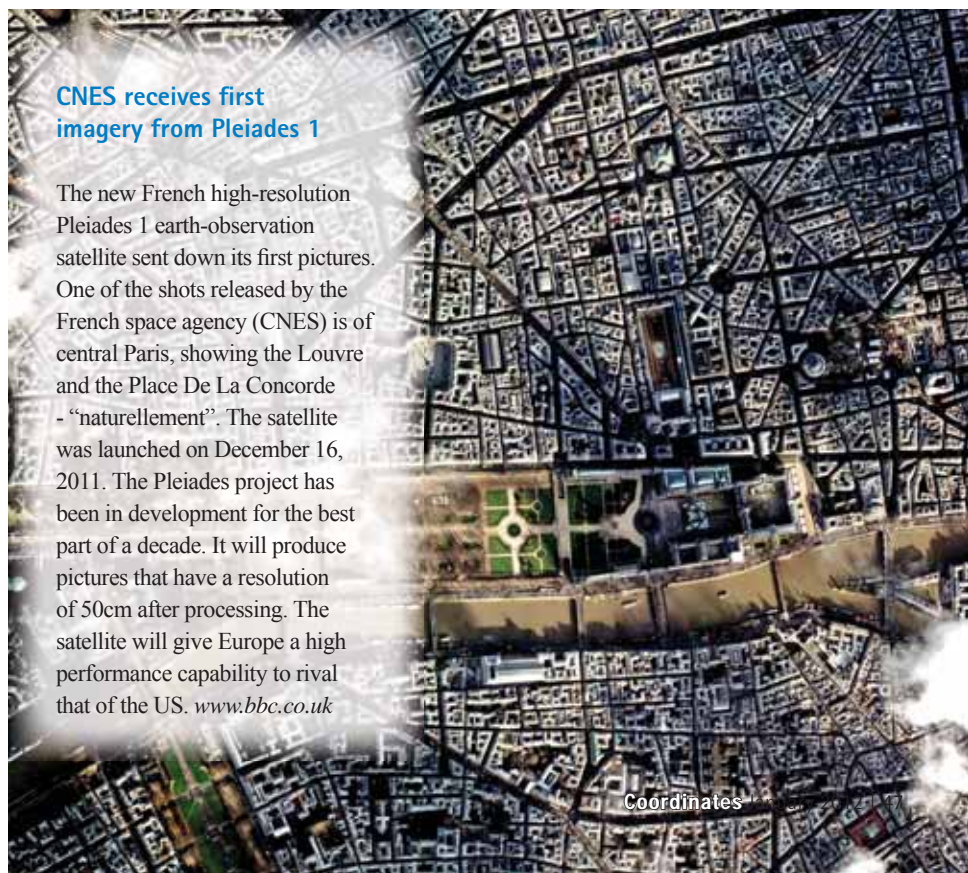 CNES receives first
imagery from Pleiades 1
The new French high-resolution
Pleiades 1 earth-observation
satellite sent down its first pictures.
One of the shots released by the
French space agency (CNES) is of
central Paris, showing the Louvre
and the Place De La Concorde
- “naturellement”. The satellite
was launched on December 16,
2011. The Pleiades project has
been in development for the best
part of a decade. It will produce
pictures that have a resolution
of 50cm after processing. The
satellite will give Europe a high
performance capability to rival
that of the US. www.bbc.co.uk
Coordinates January 2012 | 47